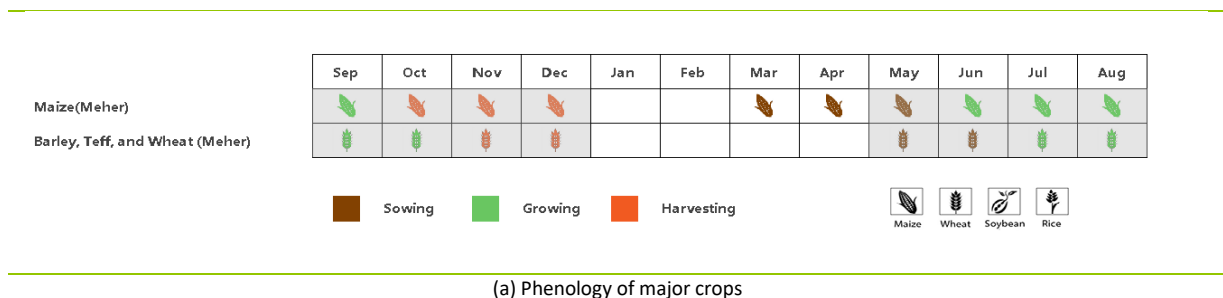 Sep Oct Nov Dec Jan Feb Mar Apr May Jun Jul Aug
Maize(Meher)
Barley, Teff, and Wheat (Meher)
Sowing Growing Harvesting
Maize Wheat Soybean Rice
(a) Phenology of major crops